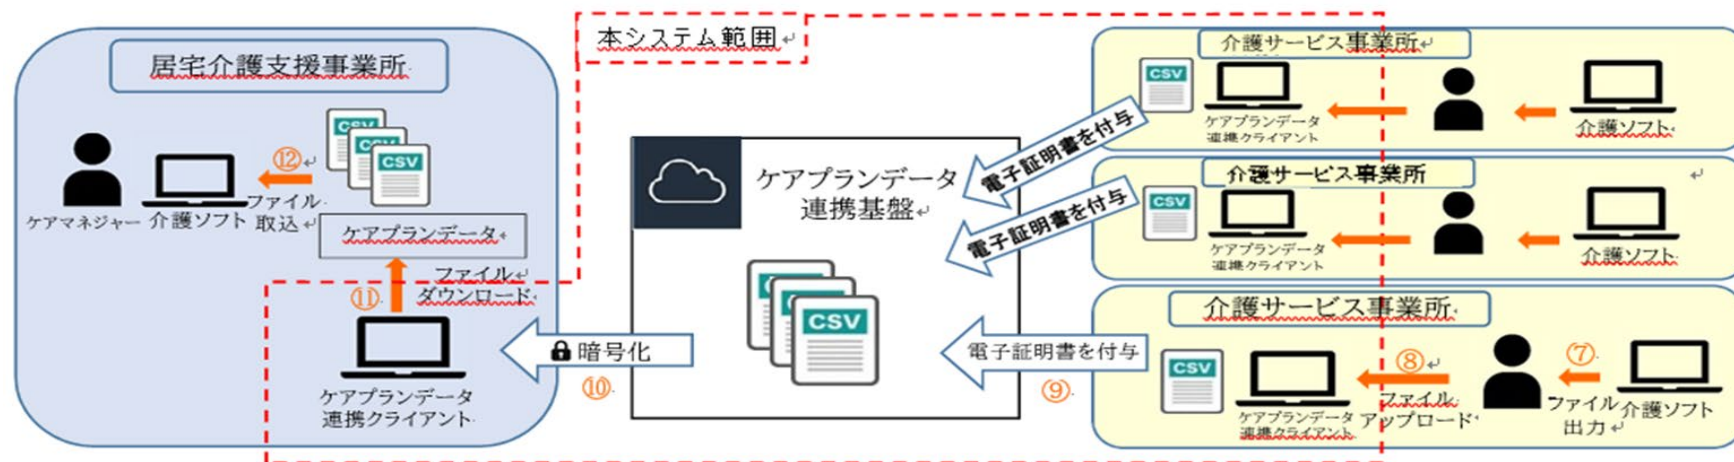 本システム範囲
居宅介護支援事業所
ケアマネジャー
介護ソフト
⑫
ファイル
取込
CSV
CSV
CSV
ケアプランデータ
⑪
ファイル
ダウンロード
ケアプランデータ
連携クライアント
暗号化
⑩
ケアプランデータ
連携基盤
CSV
電子証明書を付与
電子証明書を付与
電子証明書を付与
⑨
介護サービス事業所
CSV
ケアプランデータ
連携クライアント
介護ソフト
介護サービス事業所
CSV
ケアプランデータ
連携クライアント
介護ソフト
介護サービス事業所
CSV
ケアプランデータ
連携クライアント
⑧
ファイル
アップロード
⑦
ファイル
出力
介護ソフト